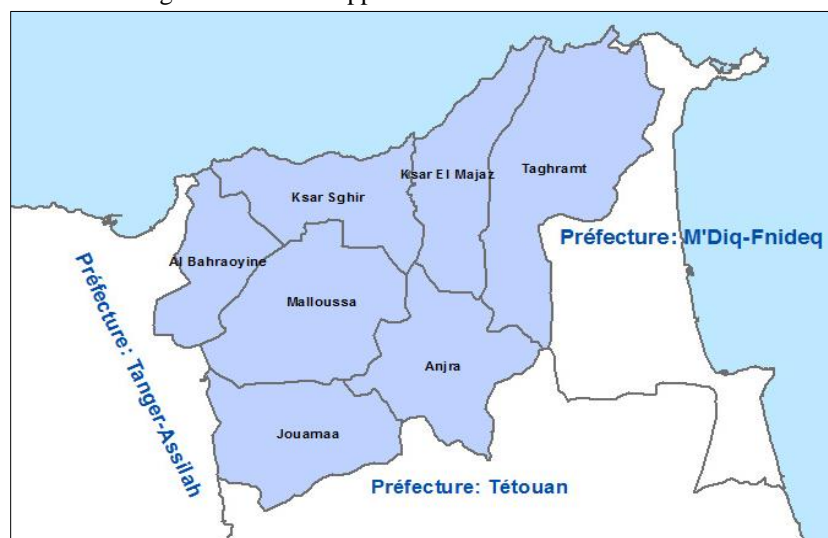 Ksar El Majaz
Taghramt
Ksar Sghir
Préfecture: M'Diq-Fnideq
Al Bahraoyine
Malloussa
Préfecture: Tanger-Assilah
Anjra
Jouamaa
Préfecture: Tétouan